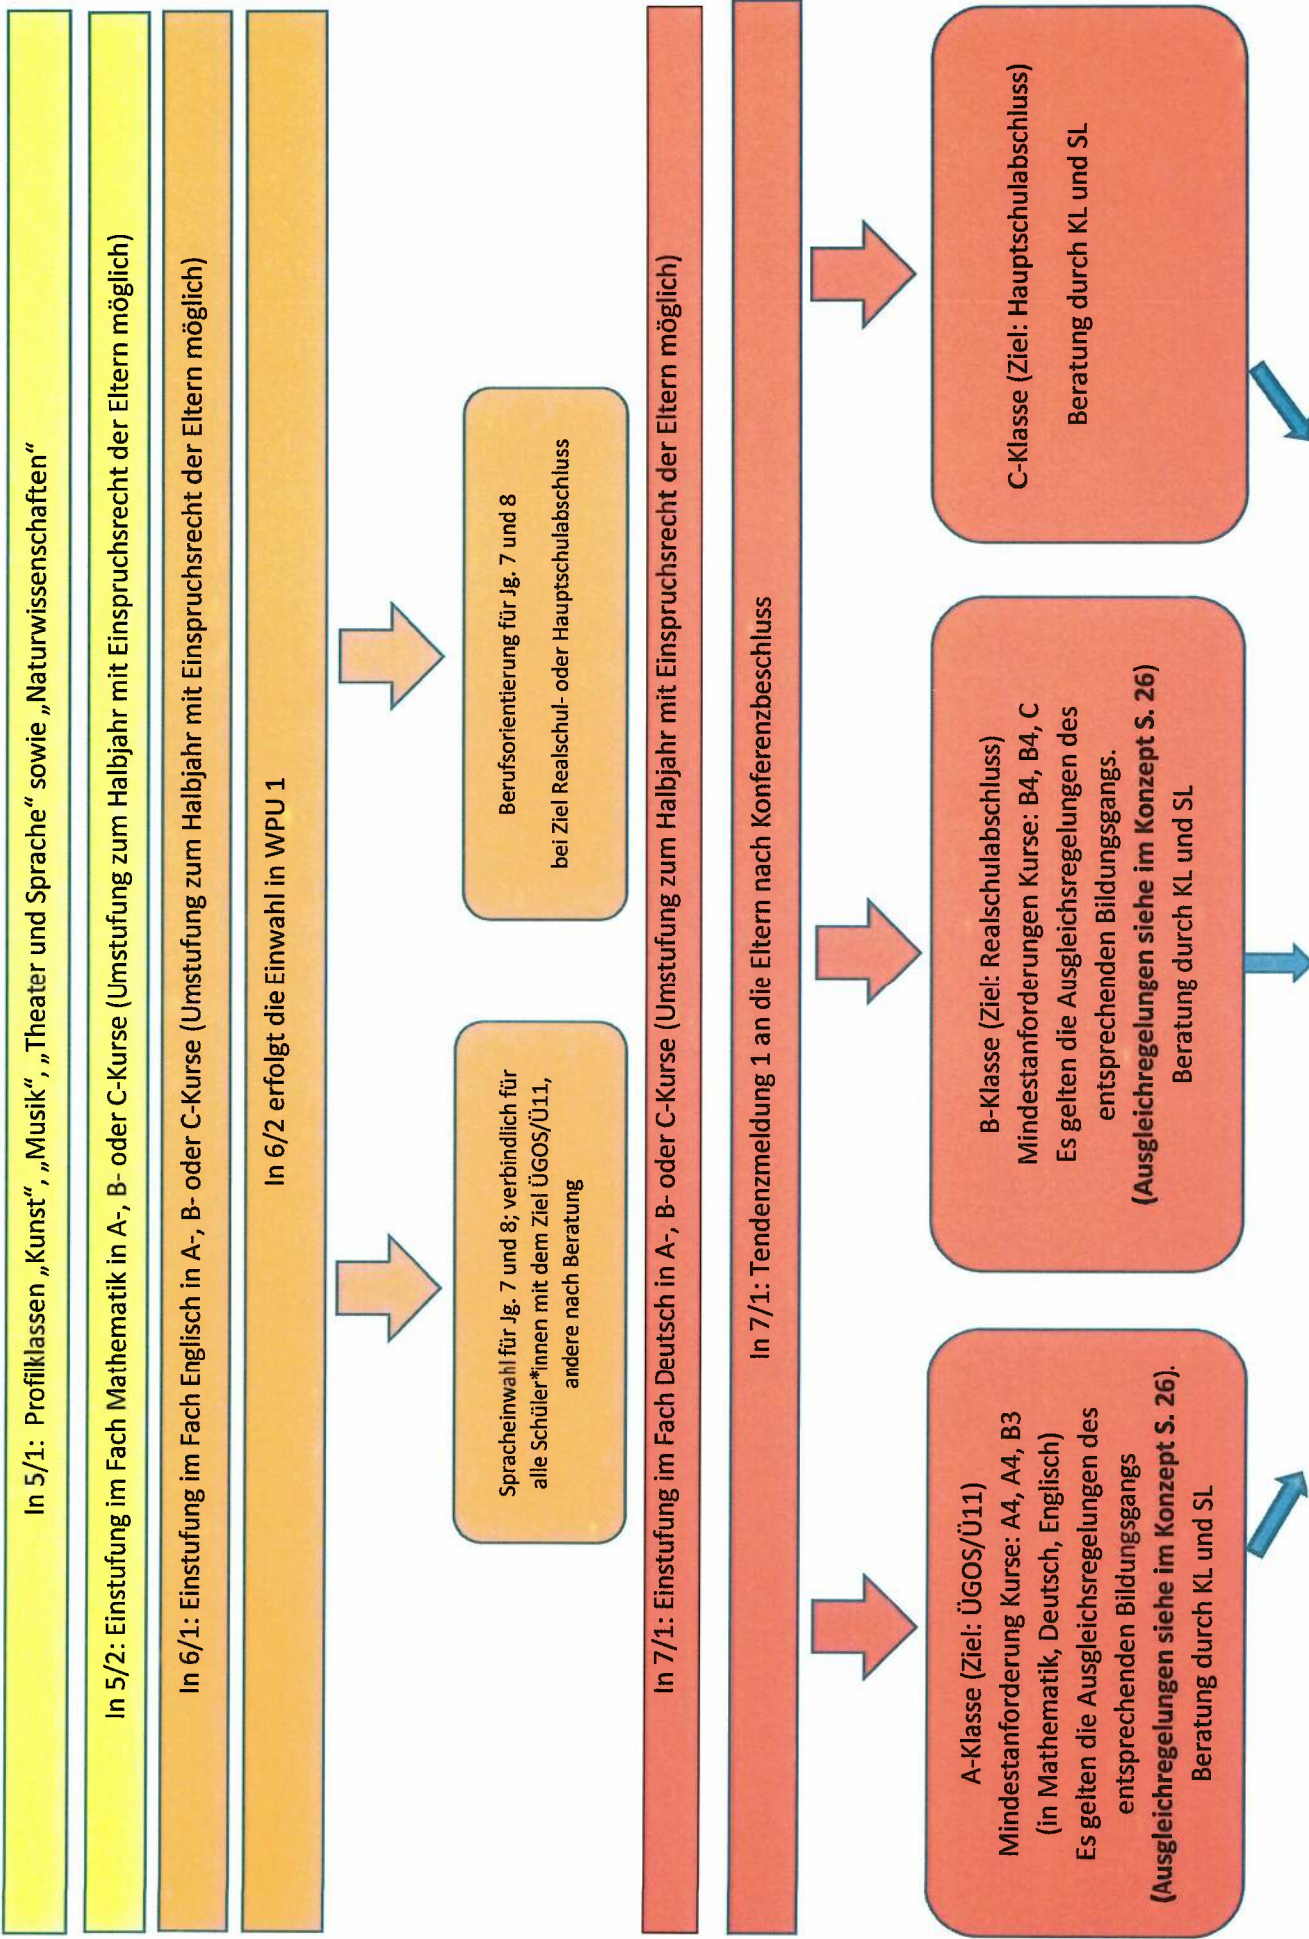 In 5/1: Profilklassen „Kunst“, „Musik“, „Theater und Sprache“ sowie „Naturwissenschaften“
In 5/2: Einstufung im Fach Mathematik in A-, B- oder C-Kurse (Umstufung zum Halbjahr mit Einspruchsrecht der Eltern möglich)
In 6/1: Einstufung im Fach Englisch in A-, B- oder C-Kurse (Umstufung zum Halbjahr mit Einspruchsrecht der Eltern möglich)
In 6/2 erfolgt die Einwahl in WPU 1
Spracheinwahl für Jg. 7 und 8; verbindlich für
alle Schüler*innen mit dem Ziel ÜGOS/Ü11,
andere nach Beratung
Berufsorientierung für Jg. 7 und 8
bei Ziel Realschul- oder Hauptschulabschluss
In 7/1: Einstufung im Fach Deutsch in A-, B- oder C-Kurse (Umstufung zum Halbjahr mit Einspruchsrecht der Eltern möglich)
In 7/1: Tendenzmeldung 1 an die Eltern nach Konferenzbeschluss
A-Klasse (Ziel: ÜGOS/Ü11)
Mindestanforderung Kurse: A4, A4, B3
(in Mathematik, Deutsch, Englisch)
Es gelten die Ausgleichsregelungen des
entsprechenden Bildungsgangs
(Ausgleichregelungen siehe im Konzept S. 26).
Beratung durch KL und SL
B-Klasse (Ziel: Realschulabschluss)
Mindestanforderungen Kurse: B4, B4, C
Es gelten die Ausgleichsregelungen des
entsprechenden Bildungsgangs.
(Ausgleichregelungen siehe im Konzept S. 26)
Beratung durch KL und SL
C-Klasse (Ziel: Hauptschulabschluss)
Beratung durch KL und SL